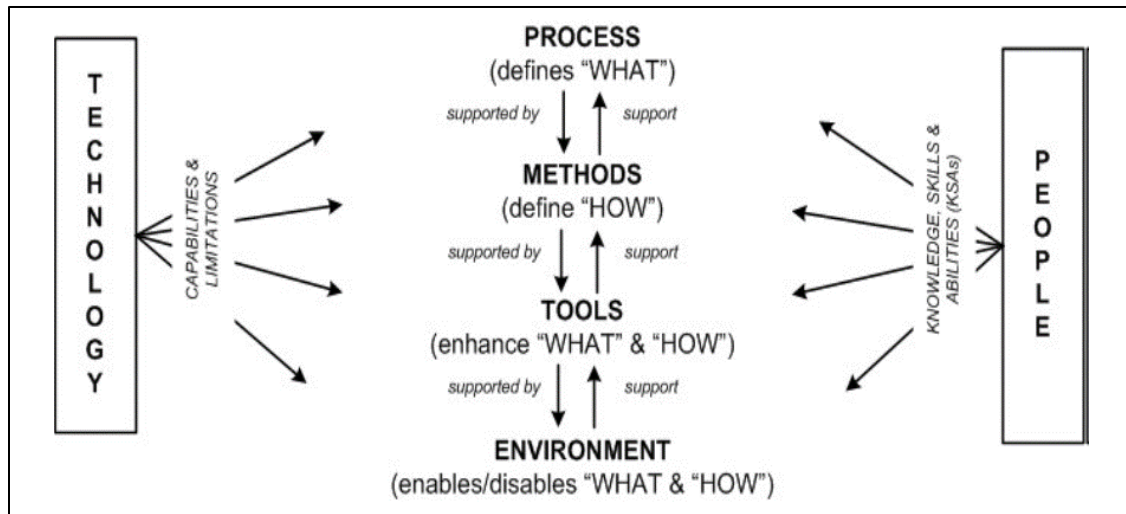 TECHNOLOGY
CAPABILITIES &
LIMITATIONS
PROCESS
(defines “WHAT”)
supported by support
METHODS
(define “HOW”)
supported by support
TOOLS
(enhance “WHAT” & “HOW”)
supported by support
ENVIRONMENT
(enables/disables “WHAT & “HOW”)
KNOWLEDGE, SKILLS &
ABILITIES (KSAs)
PEOPLE